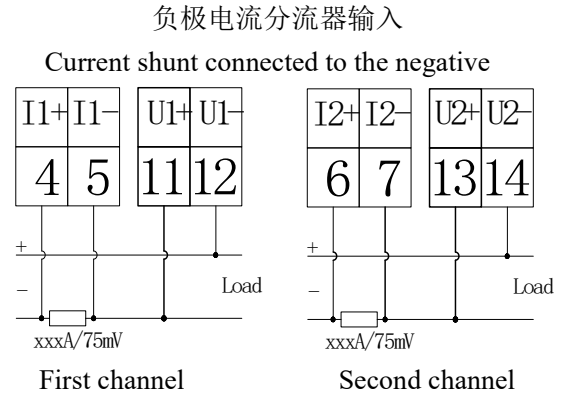 负极电流分流器输入
Current shunt connected to the negative
I1+ I1- U1+ U1- I2+ I2- U2+ U2-
4 5 11 12 6 7 13 14
+ +
- Load - Load
xxxA/75mV xxxA/75mV
First channel Second channel